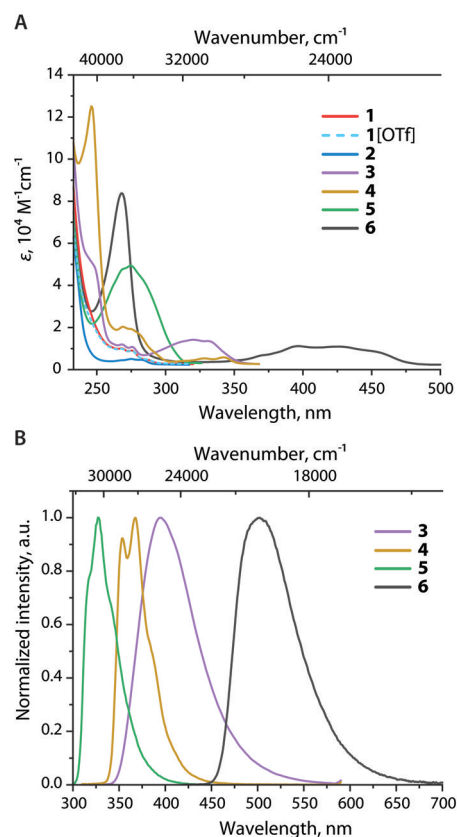 A
Wavenumber, cm⁻¹
40000 32000 24000
14
12
10
8
6
4
2
0
ε, 10⁴ M⁻¹cm⁻¹
1
1[OTf]
2
3
4
5
6
250 300 350 400 450 500
Wavelength, nm
B
Wavenumber, cm⁻¹
30000 24000 18000
1.0
0.8
0.6
0.4
0.2
0.0
Normalized intensity, a.u.
3
4
5
6
300 350 400 450 500 550 600 650 700
Wavelength, nm